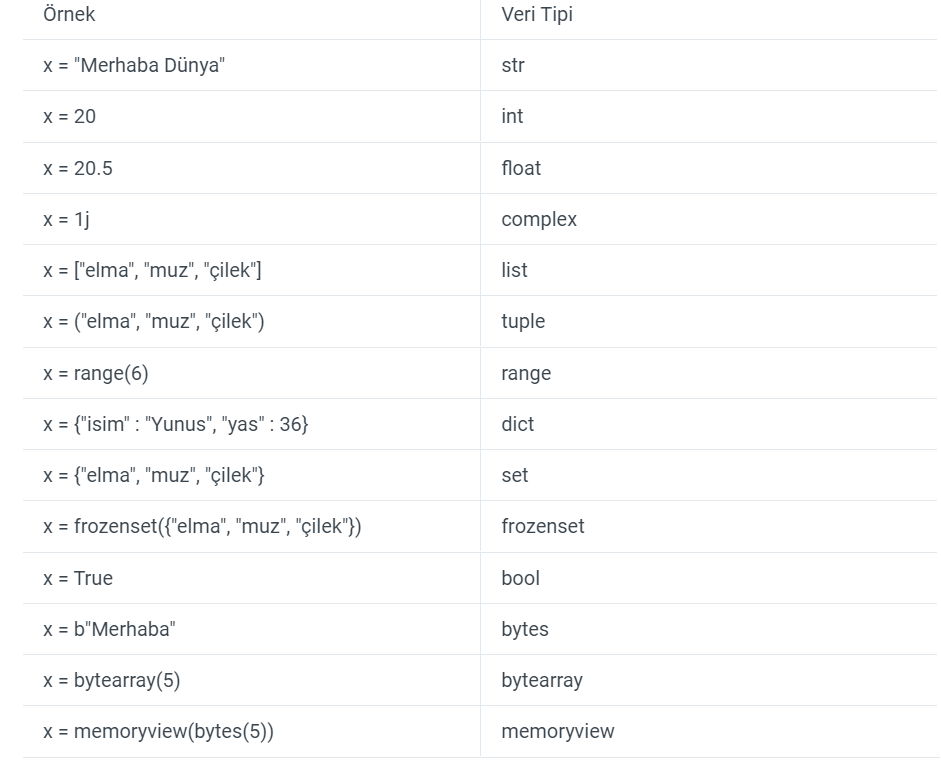 Örnek Veri Tipi
x = "Merhaba Dünya" str
x = 20 int
x = 20.5 float
x = 1j complex
x = ["elma", "muz", "çilek"] list
x = ("elma", "muz", "çilek") tuple
x = range(6) range
x = {"isim" : "Yunus", "yas" : 36} dict
x = {"elma", "muz", "çilek"} set
x = frozenset({"elma", "muz", "çilek"}) frozenset
x = True bool
x = b"Merhaba" bytes
x = bytearray(5) bytearray
x = memoryview(bytes(5)) memoryview